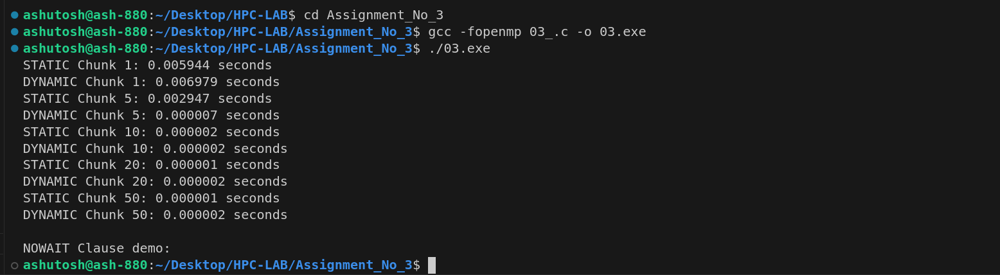 ashutosh@ash-880:~/Desktop/HPC-LAB$ cd Assignment_No_3
ashutosh@ash-880:~/Desktop/HPC-LAB/Assignment_No_3$ gcc -fopenmp 03_.c -o 03.exe
ashutosh@ash-880:~/Desktop/HPC-LAB/Assignment_No_3$ ./03.exe
STATIC Chunk 1: 0.005944 seconds
DYNAMIC Chunk 1: 0.006979 seconds
STATIC Chunk 5: 0.002947 seconds
DYNAMIC Chunk 5: 0.000007 seconds
STATIC Chunk 10: 0.000002 seconds
DYNAMIC Chunk 10: 0.000002 seconds
STATIC Chunk 20: 0.000001 seconds
DYNAMIC Chunk 20: 0.000002 seconds
STATIC Chunk 50: 0.000001 seconds
DYNAMIC Chunk 50: 0.000002 seconds
NOWAIT Clause demo:
ashutosh@ash-880:~/Desktop/HPC-LAB/Assignment_No_3$